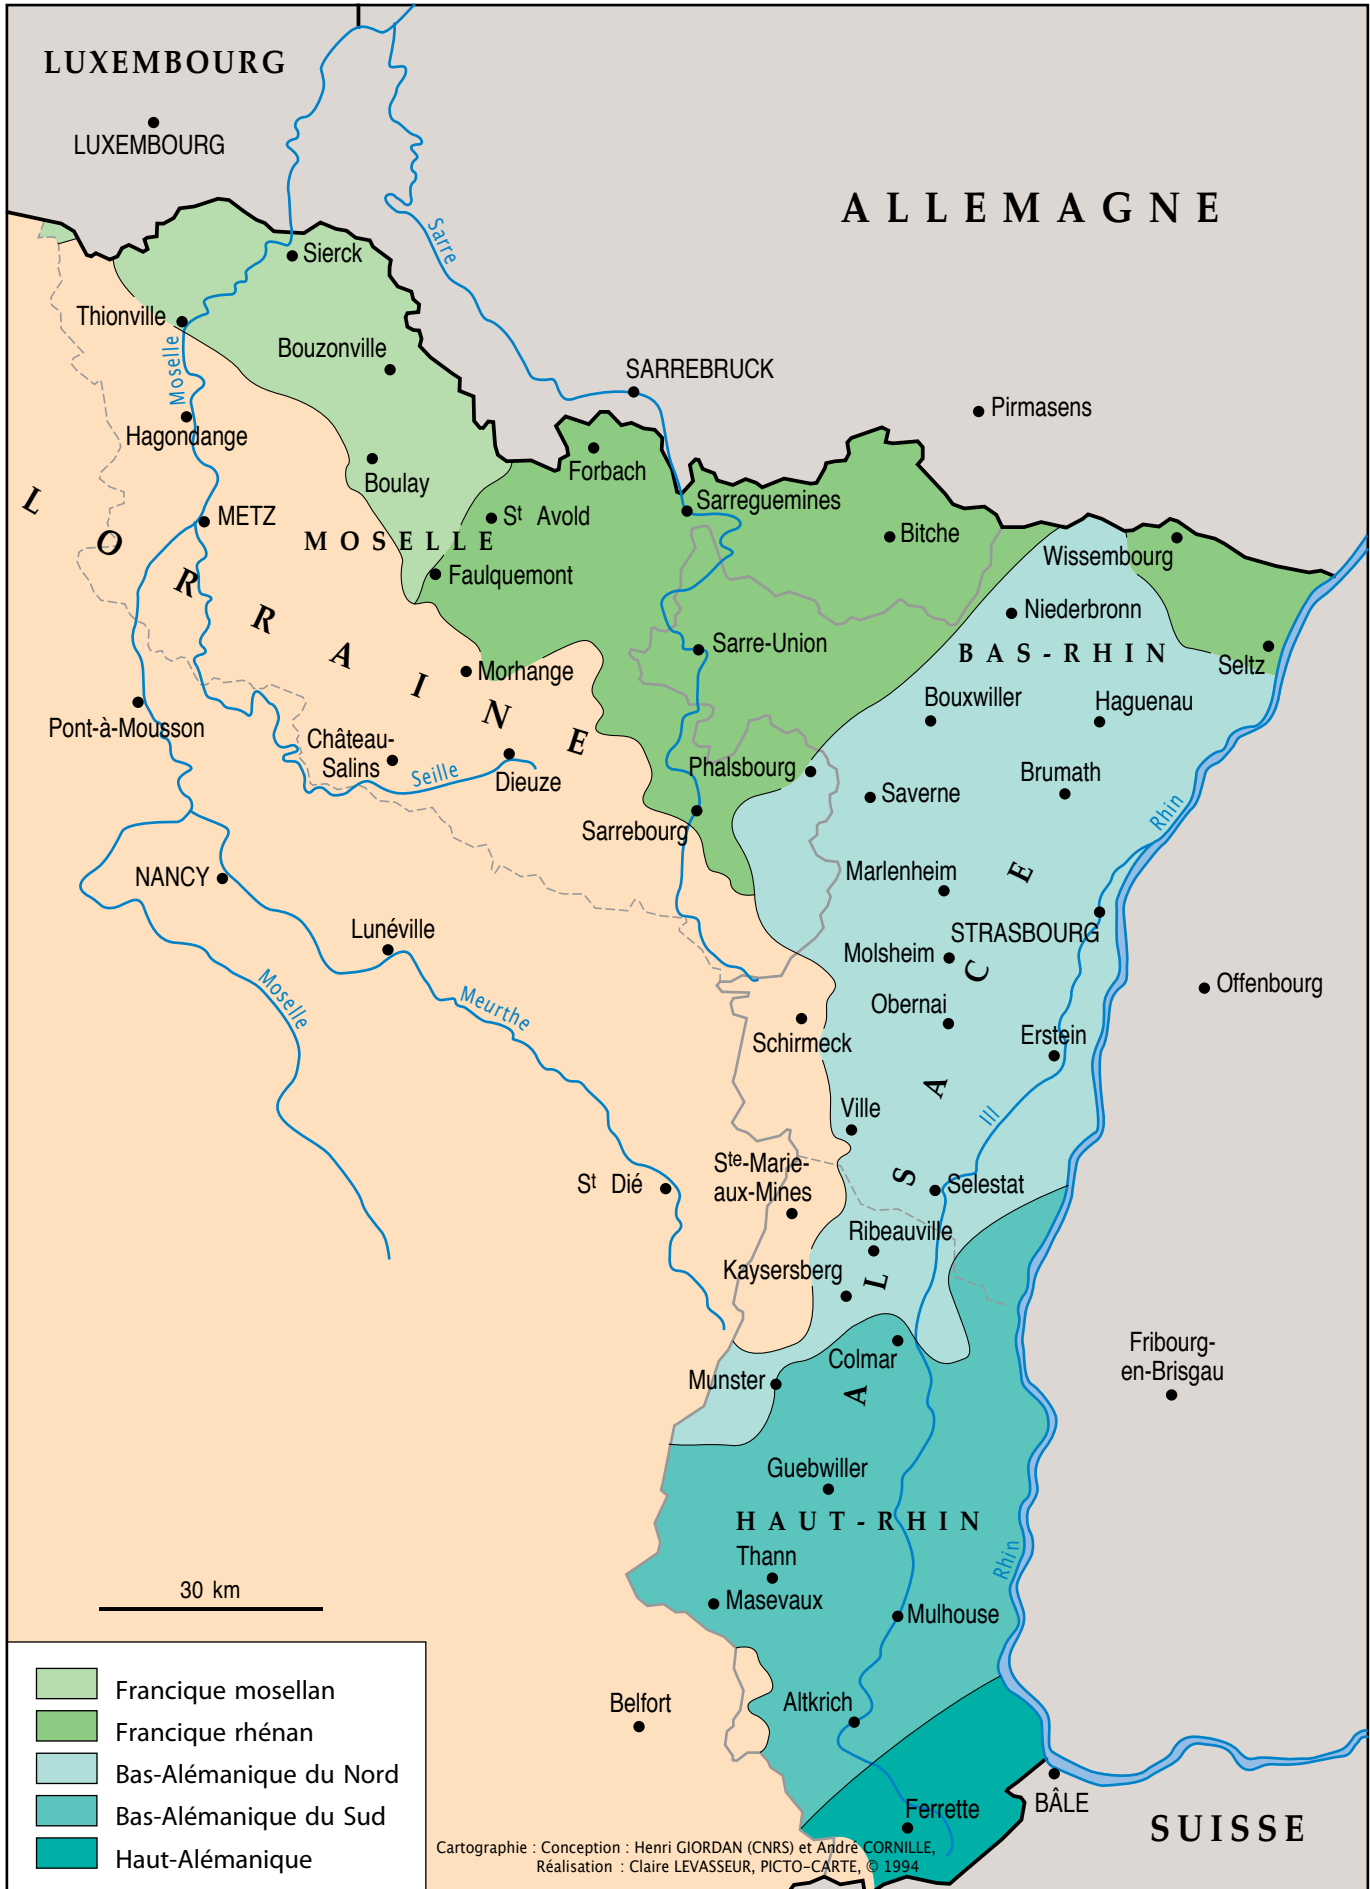 LUXEMBOURG
LUXEMBOURG
ALLEMAGNE
Sarre
Sierck
Thionville
Moselle
Bouzonville
SARREBRUCK
Pirmasens
Hagondange
Forbach
Boulay
Sarreguemines
St Avold
METZ
MOSELLE
Bitche
Wissembourg
Faulquemont
LORRAINE
Niederbronn
Sarre-Union
BAS-RHIN
Seltz
Morhange
Bouxwiller
Haguenau
Pont-à-Mousson
Château-
Salins
Seille
Dieuze
Phalsbourg
Brumath
Saverne
Rhin
Sarrebourg
Marlenheim
NANCY
Lunéville
STRASBOURG
Molsheim
ALSACE
Moselle
Meurthe
Offenbourg
Obernai
Schirmeck
Erstein
Ville
Ill
Ste-Marie-
aux-Mines
St Dié
Selestat
Ribeauville
Kaysersberg
Fribourg-
en-Brisgau
Colmar
Munster
Guebwiller
HAUT-RHIN
Rhin
Thann
30 km
Masevaux
Mulhouse
Belfort
Altkrich
BÂLE
Ferrette
SUISSE
Francique mosellan
Francique rhénan
Bas-Alémanique du Nord
Bas-Alémanique du Sud
Haut-Alémanique
Cartographie : Conception : Henri GIORDAN (CNRS) et André CORNILLE,
Réalisation : Claire LEVASSEUR, PICTO-CARTE, © 1994